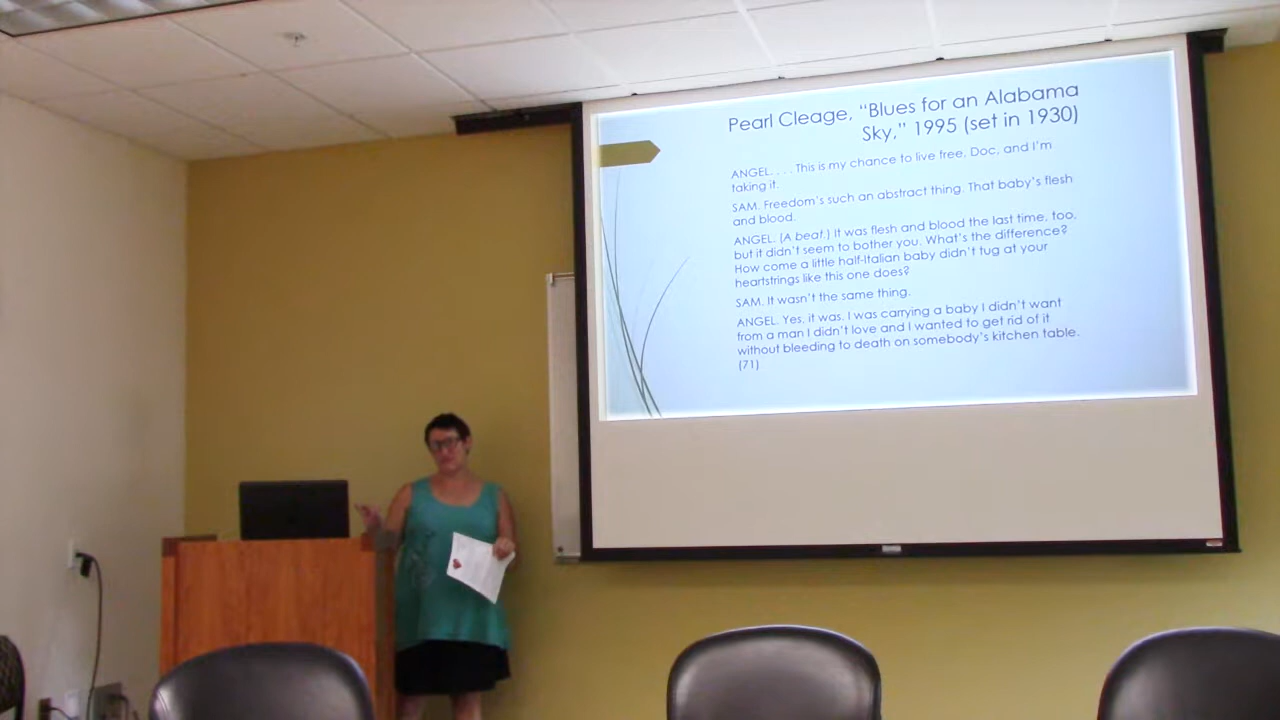 Pearl Cleage, “Blues for an Alabama
Sky,” 1995 (set in 1930)
ANGEL. . . . This is my chance to live free, Doc, and I’m
taking it.
SAM. Freedom’s such an abstract thing. That baby’s flesh
and blood.
ANGEL. (A beat.) It was flesh and blood the last time, too,
but it didn’t seem to bother you. What’s the difference?
How come a little half-Italian baby didn’t tug at your
heartstrings like this one does?
SAM. It wasn’t the same thing.
ANGEL. Yes, it was. I was carrying a baby I didn’t want
from a man I didn’t love and I wanted to get rid of it
without bleeding to death on somebody’s kitchen table.
(71)